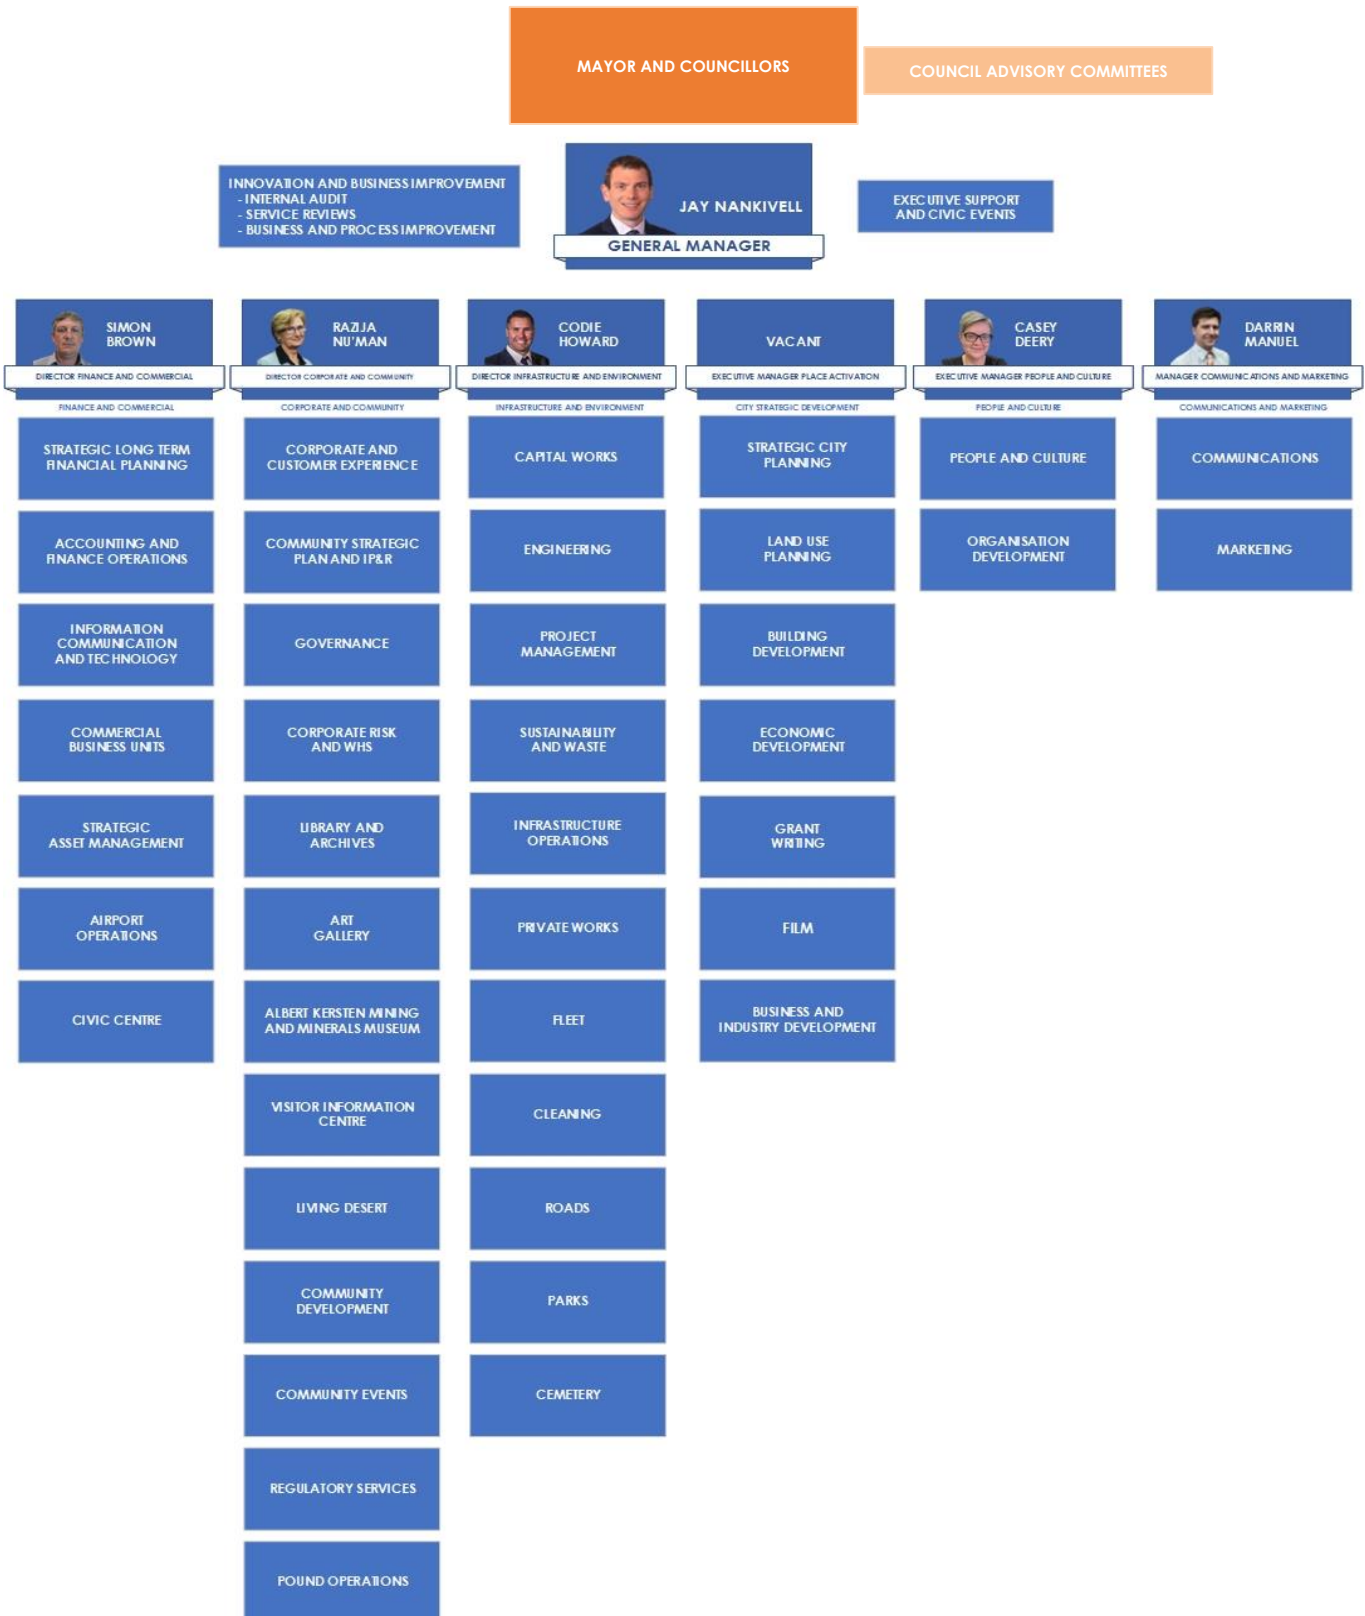 MAYOR AND COUNCILLORS
COUNCIL ADVISORY COMMITTEES
INNOVATION AND BUSINESS IMPROVEMENT
- INTERNAL AUDIT
- SERVICE REVIEWS
- BUSINESS AND PROCESS IMPROVEMENT
JAY NANKIVELL
GENERAL MANAGER
EXECUTIVE SUPPORT
AND CIVIC EVENTS
SIMON
BROWN
DIRECTOR FINANCE AND COMMERCIAL
FINANCE AND COMMERCIAL
STRATEGIC LONG TERM
FINANCIAL PLANNING
ACCOUNTING AND
FINANCE OPERATIONS
INFORMATION
COMMUNICATION
AND TECHNOLOGY
COMMERCIAL
BUSINESS UNITS
STRATEGIC
ASSET MANAGEMENT
AIRPORT
OPERATIONS
CIVIC CENTRE
RAZIJA
NU'MAN
DIRECTOR CORPORATE AND COMMUNITY
CORPORATE AND COMMUNITY
CORPORATE AND
CUSTOMER EXPERIENCE
COMMUNITY STRATEGIC
PLAN AND IP&R
GOVERNANCE
CORPORATE RISK
AND WHS
LIBRARY AND
ARCHIVES
ART
GALLERY
ALBERT KERSTEN MINING
AND MINERALS MUSEUM
VISITOR INFORMATION
CENTRE
LIVING DESERT
COMMUNITY
DEVELOPMENT
COMMUNITY EVENTS
REGULATORY SERVICES
POUND OPERATIONS
CODIE
HOWARD
DIRECTOR INFRASTRUCTURE AND ENVIRONMENT
INFRASTRUCTURE AND ENVIRONMENT
CAPITAL WORKS
ENGINEERING
PROJECT
MANAGEMENT
SUSTAINABILITY
AND WASTE
INFRASTRUCTURE
OPERATIONS
PRIVATE WORKS
FLEET
CLEANING
ROADS
PARKS
CEMETERY
VACANT
EXECUTIVE MANAGER PLACE ACTIVATION
CITY STRATEGIC DEVELOPMENT
STRATEGIC CITY
PLANNING
LAND USE
PLANNING
BUILDING
DEVELOPMENT
ECONOMIC
DEVELOPMENT
GRANT
WRITING
FILM
BUSINESS AND
INDUSTRY DEVELOPMENT
CASEY
DEERY
EXECUTIVE MANAGER PEOPLE AND CULTURE
PEOPLE AND CULTURE
PEOPLE AND CULTURE
ORGANISATION
DEVELOPMENT
DARRIN
MANUEL
MANAGER COMMUNICATIONS AND MARKETING
COMMUNICATIONS AND MARKETING
COMMUNICATIONS
MARKETING